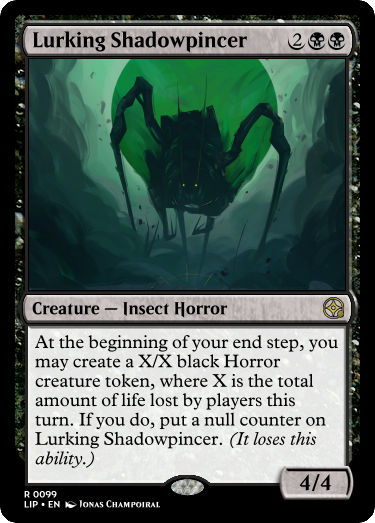 Lurking Shadowpincer 2
Creature — Insect Horror
At the beginning of your end step, you
may create a X/X black Horror
creature token, where X is the total
amount of life lost by players this
turn. If you do, put a null counter on
Lurking Shadowpincer. (It loses this
ability.)
4/4
R 0099
LIP • EN Jonas Champoiral